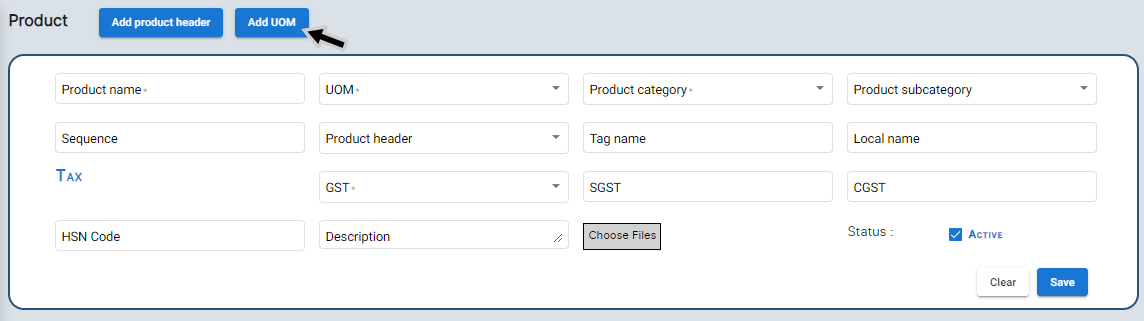 Product Add product header Add UOM
Product name * UOM * Product category * Product subcategory
Sequence Product header Tag name Local name
TAX
GST * SGST CGST
HSN Code Description Choose Files Status : ACTIVE
Clear Save